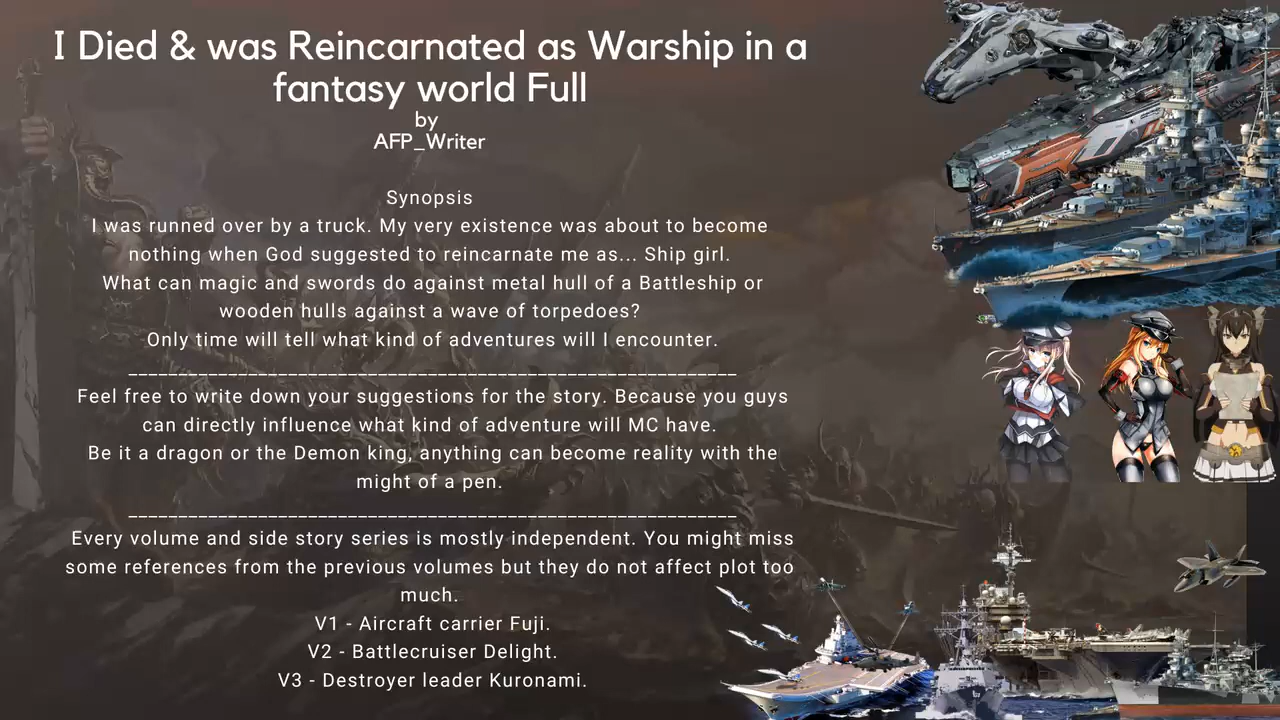 I Died & was Reincarnated as Warship in a
fantasy world Full
by
AFP_Writer
Synopsis
I was runned over by a truck. My very existence was about to become
nothing when God suggested to reincarnate me as... Ship girl.
What can magic and swords do against metal hull of a Battleship or
wooden hulls against a wave of torpedoes?
Only time will tell what kind of adventures will I encounter.
_____________________________________________________________
Feel free to write down your suggestions for the story. Because you guys
can directly influence what kind of adventure will MC have.
Be it a dragon or the Demon king, anything can become reality with the
might of a pen.
_____________________________________________________________
Every volume and side story series is mostly independent. You might miss
some references from the previous volumes but they do not affect plot too
much.
V1 - Aircraft carrier Fuji.
V2 - Battlecruiser Delight.
V3 - Destroyer leader Kuronami.